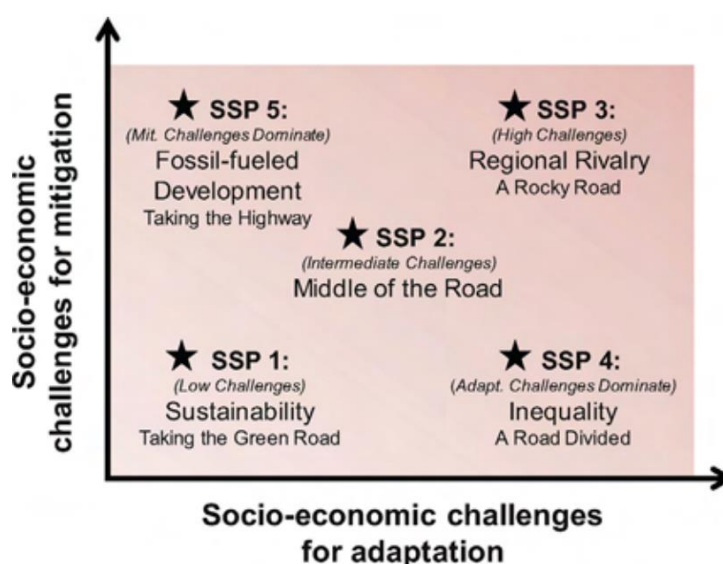 Socio-economic
challenges for mitigation
SSP 5:
(Mit. Challenges Dominate)
Fossil-fueled
Development
Taking the Highway
SSP 3:
(High Challenges)
Regional Rivalry
A Rocky Road
SSP 2:
(Intermediate Challenges)
Middle of the Road
SSP 1:
(Low Challenges)
Sustainability
Taking the Green Road
SSP 4:
(Adapt. Challenges Dominate)
Inequality
A Road Divided
Socio-economic challenges
for adaptation